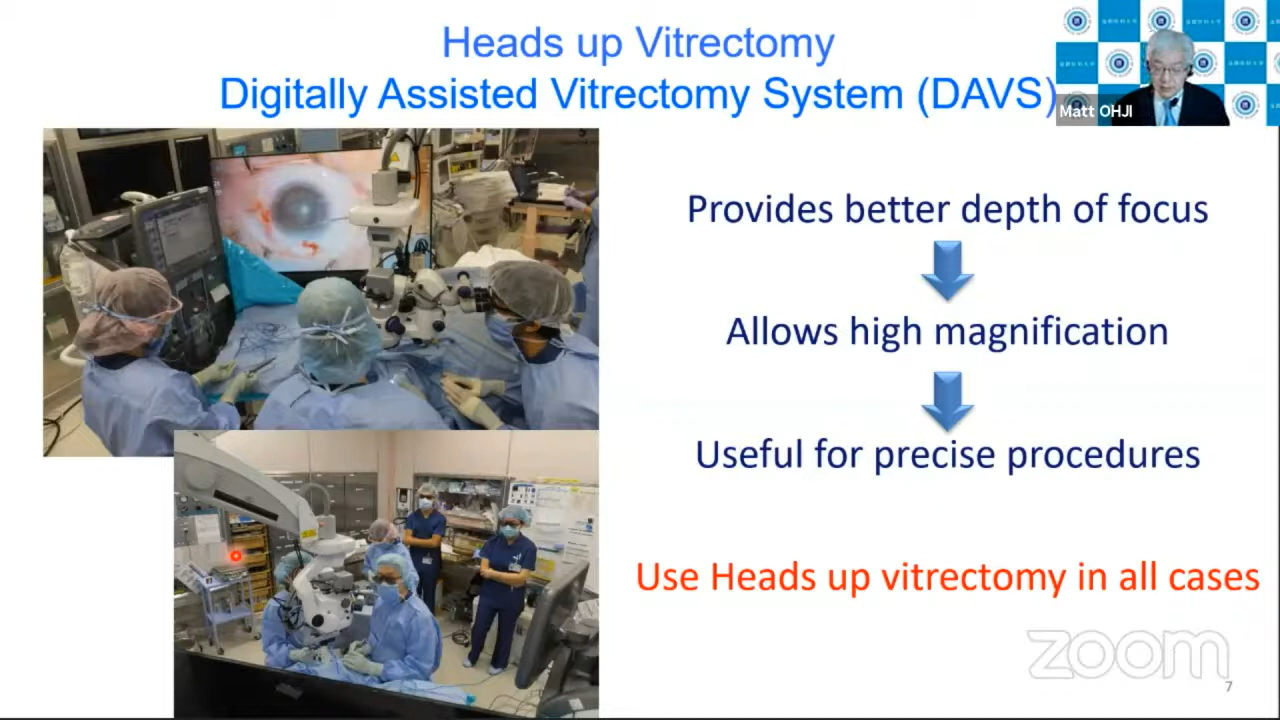 Heads up Vitrectomy
Digitally Assisted Vitrectomy System (DAVS)
Matt OHJI
Provides better depth of focus
Allows high magnification
Useful for precise procedures
Use Heads up vitrectomy in all cases
zoom
7